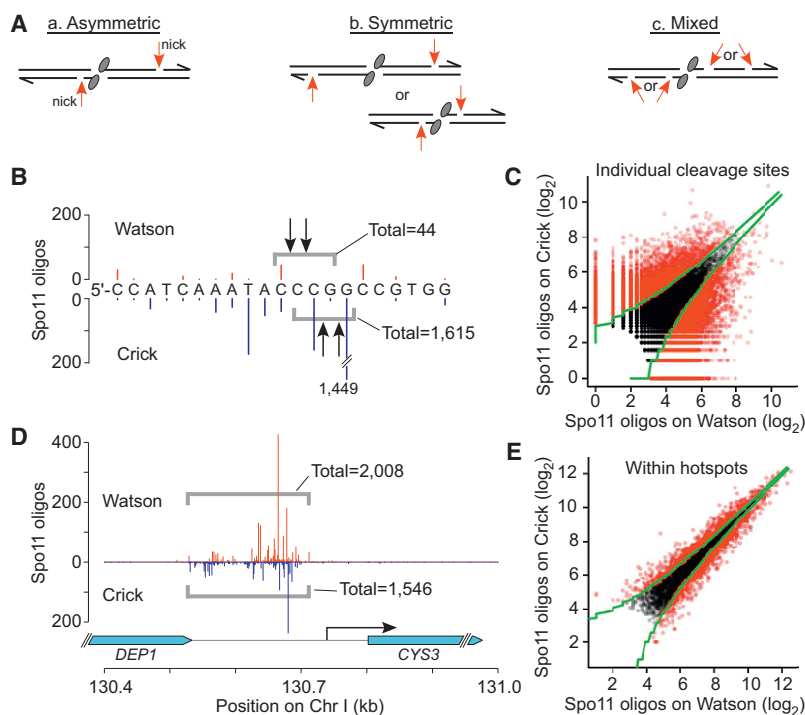 A
a. Asymmetric
b. Symmetric
c. Mixed
nick
nick
or
or
or
B
200
0
200
Spo11 oligos
Watson
Crick
Total=44
5'-CCATCAAATACCCGGCCGTGG
Total=1,615
1,449
C
Individual cleavage sites
Spo11 oligos on Crick (log2)
10
8
6
4
2
0
0 2 4 6 8 10
Spo11 oligos on Watson (log2)
D
400
200
0
200
Spo11 oligos
Watson
Crick
Total=2,008
Total=1,546
DEP1
CYS3
130.4 130.7 131.0
Position on Chr I (kb)
E
Within hotspots
Spo11 oligos on Crick (log2)
12
10
8
6
4
2
0 2 4 6 8 10 12
Spo11 oligos on Watson (log2)